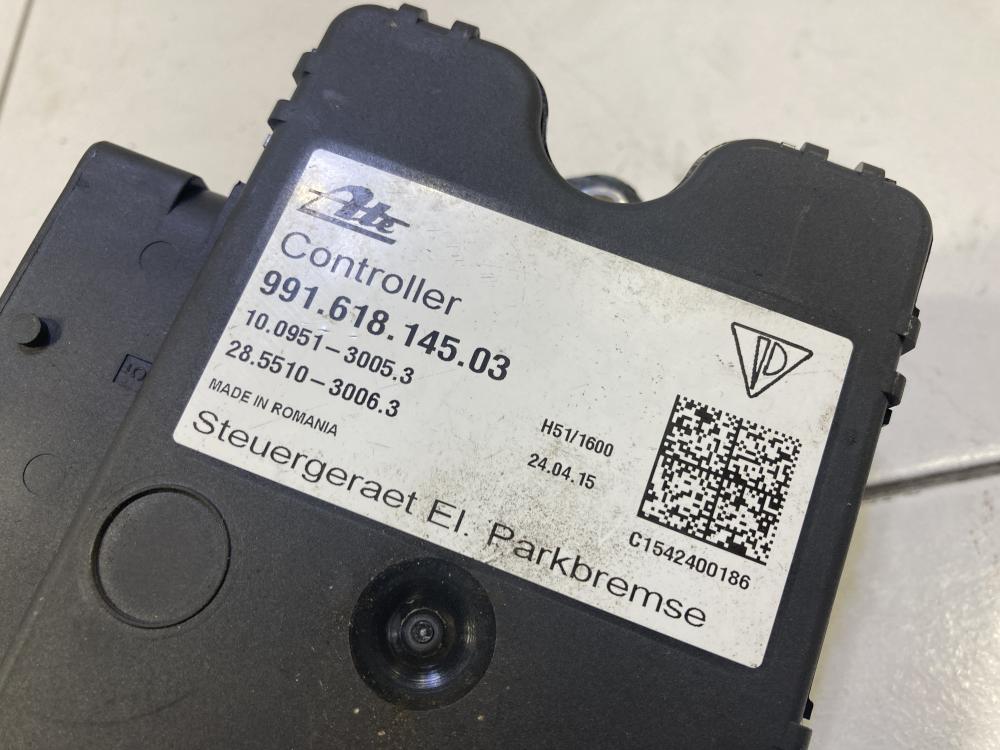 Ate
Controller
991.618.145.03
10.0951-3005.3
28.5510-3006.3
MADE IN ROMANIA
H51/1600
24.04.15
C1542400186
Steuergeraet El. Parkbremse